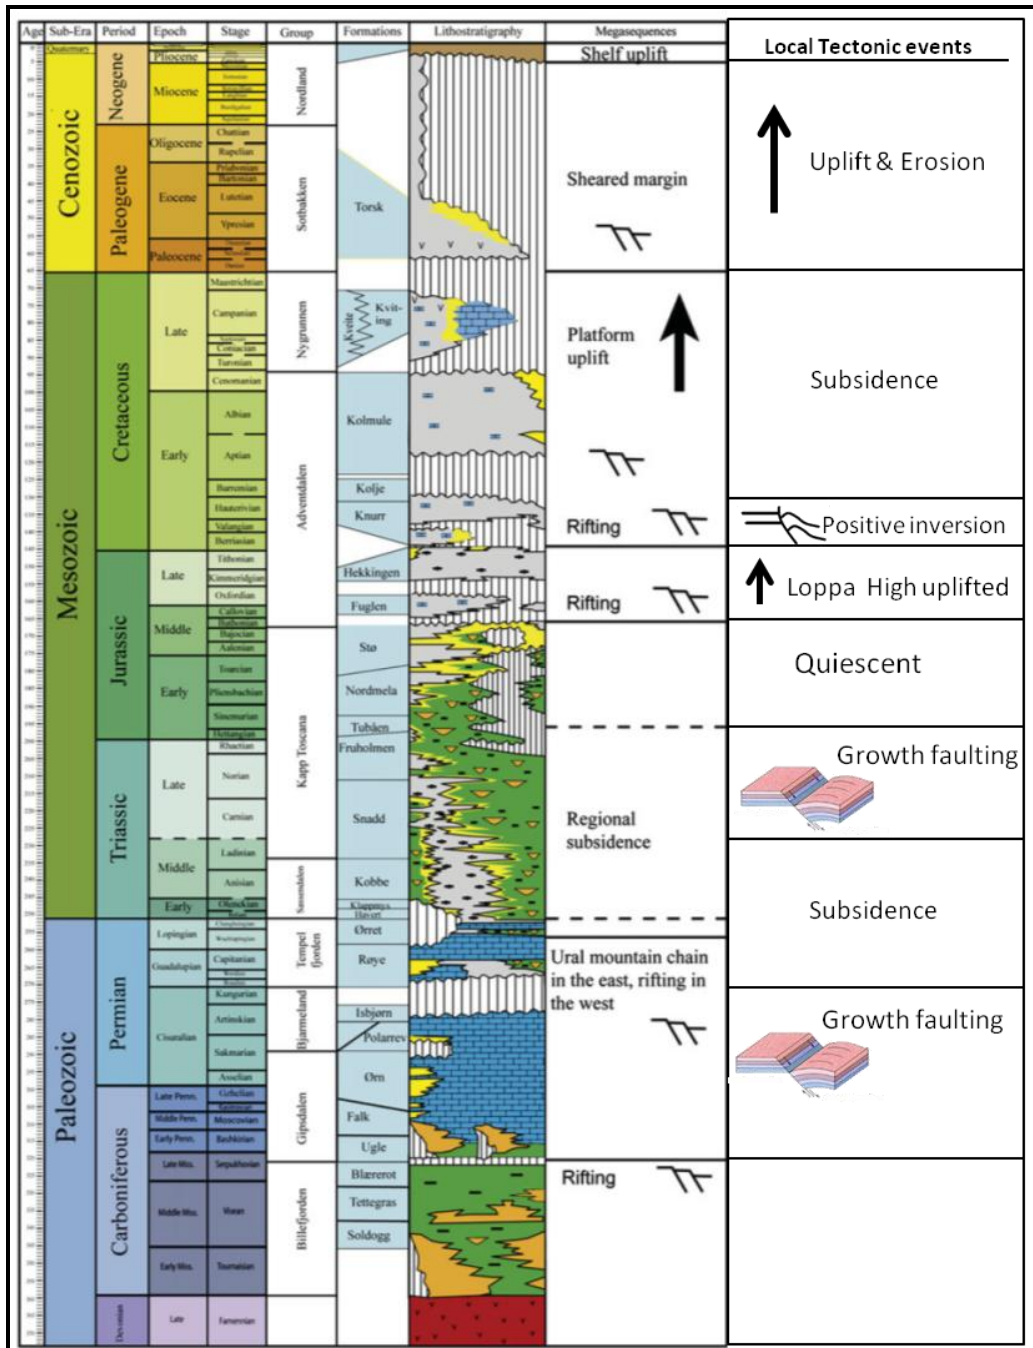 Age Sub-Era Period Epoch Stage Group Formations Lithostratigraphy Megasequences
Local Tectonic events
Quaternary
Pliocene
Shelf uplift
Cenozoic
Neogene
Miocene
Nordland
Uplift & Erosion
Paleogene
Oligocene
Chattian
Rupelian
Sotbakken
Sheared margin
Eocene
Priabonian
Bartonian
Lutetian
Ypresian
Torsk
Paleocene
Mesozoic
Cretaceous
Late
Maastrichtian
Campanian
Coniacian
Turonian
Cenomanian
Nygrunnen
Kveite
Kvit-
ing
Platform
uplift
Subsidence
Early
Albian
Aptian
Barremian
Hauterivian
Valangian
Berriasian
Adventdalen
Kolmule
Kolje
Knurr
Rifting
Positive inversion
Jurassic
Late
Tithonian
Kimmeridgian
Oxfordian
Hekkingen
Fuglen
Rifting
Loppa High uplifted
Middle
Callovian
Bathonian
Bajocian
Aalenian
Stø
Quiescent
Early
Toarcian
Pliensbachian
Sinemurian
Hettangian
Nordmela
Tubåen
Kapp Toscana
Triassic
Late
Rhaetian
Norian
Carnian
Fruholmen
Snadd
Growth faulting
Regional
subsidence
Middle
Ladinian
Anisian
Sassendalen
Kobbe
Early
Olenekian
Klappmys
Havert
Subsidence
Paleozoic
Permian
Lopingian
Changhsingian
Wuchiapingian
Guadalupian
Capitanian
Tempel
fjorden
Ørret
Røye
Ural mountain chain
in the east, rifting in
the west
Cisuralian
Kungurian
Artinskian
Sakmarian
Asselian
Bjarmeland
Isbjørn
Polarrev
Growth faulting
Carboniferous
Late Penn.
Gzhelian
Middle Penn.
Moscovian
Early Penn.
Bashkirian
Gipsdalen
Ørn
Falk
Ugle
Late Miss.
Serpukhovian
Middle Miss.
Visean
Early Miss.
Tournaisian
Billefjorden
Blærerot
Tettegras
Soldogg
Rifting
Devonian
Late
Famennian